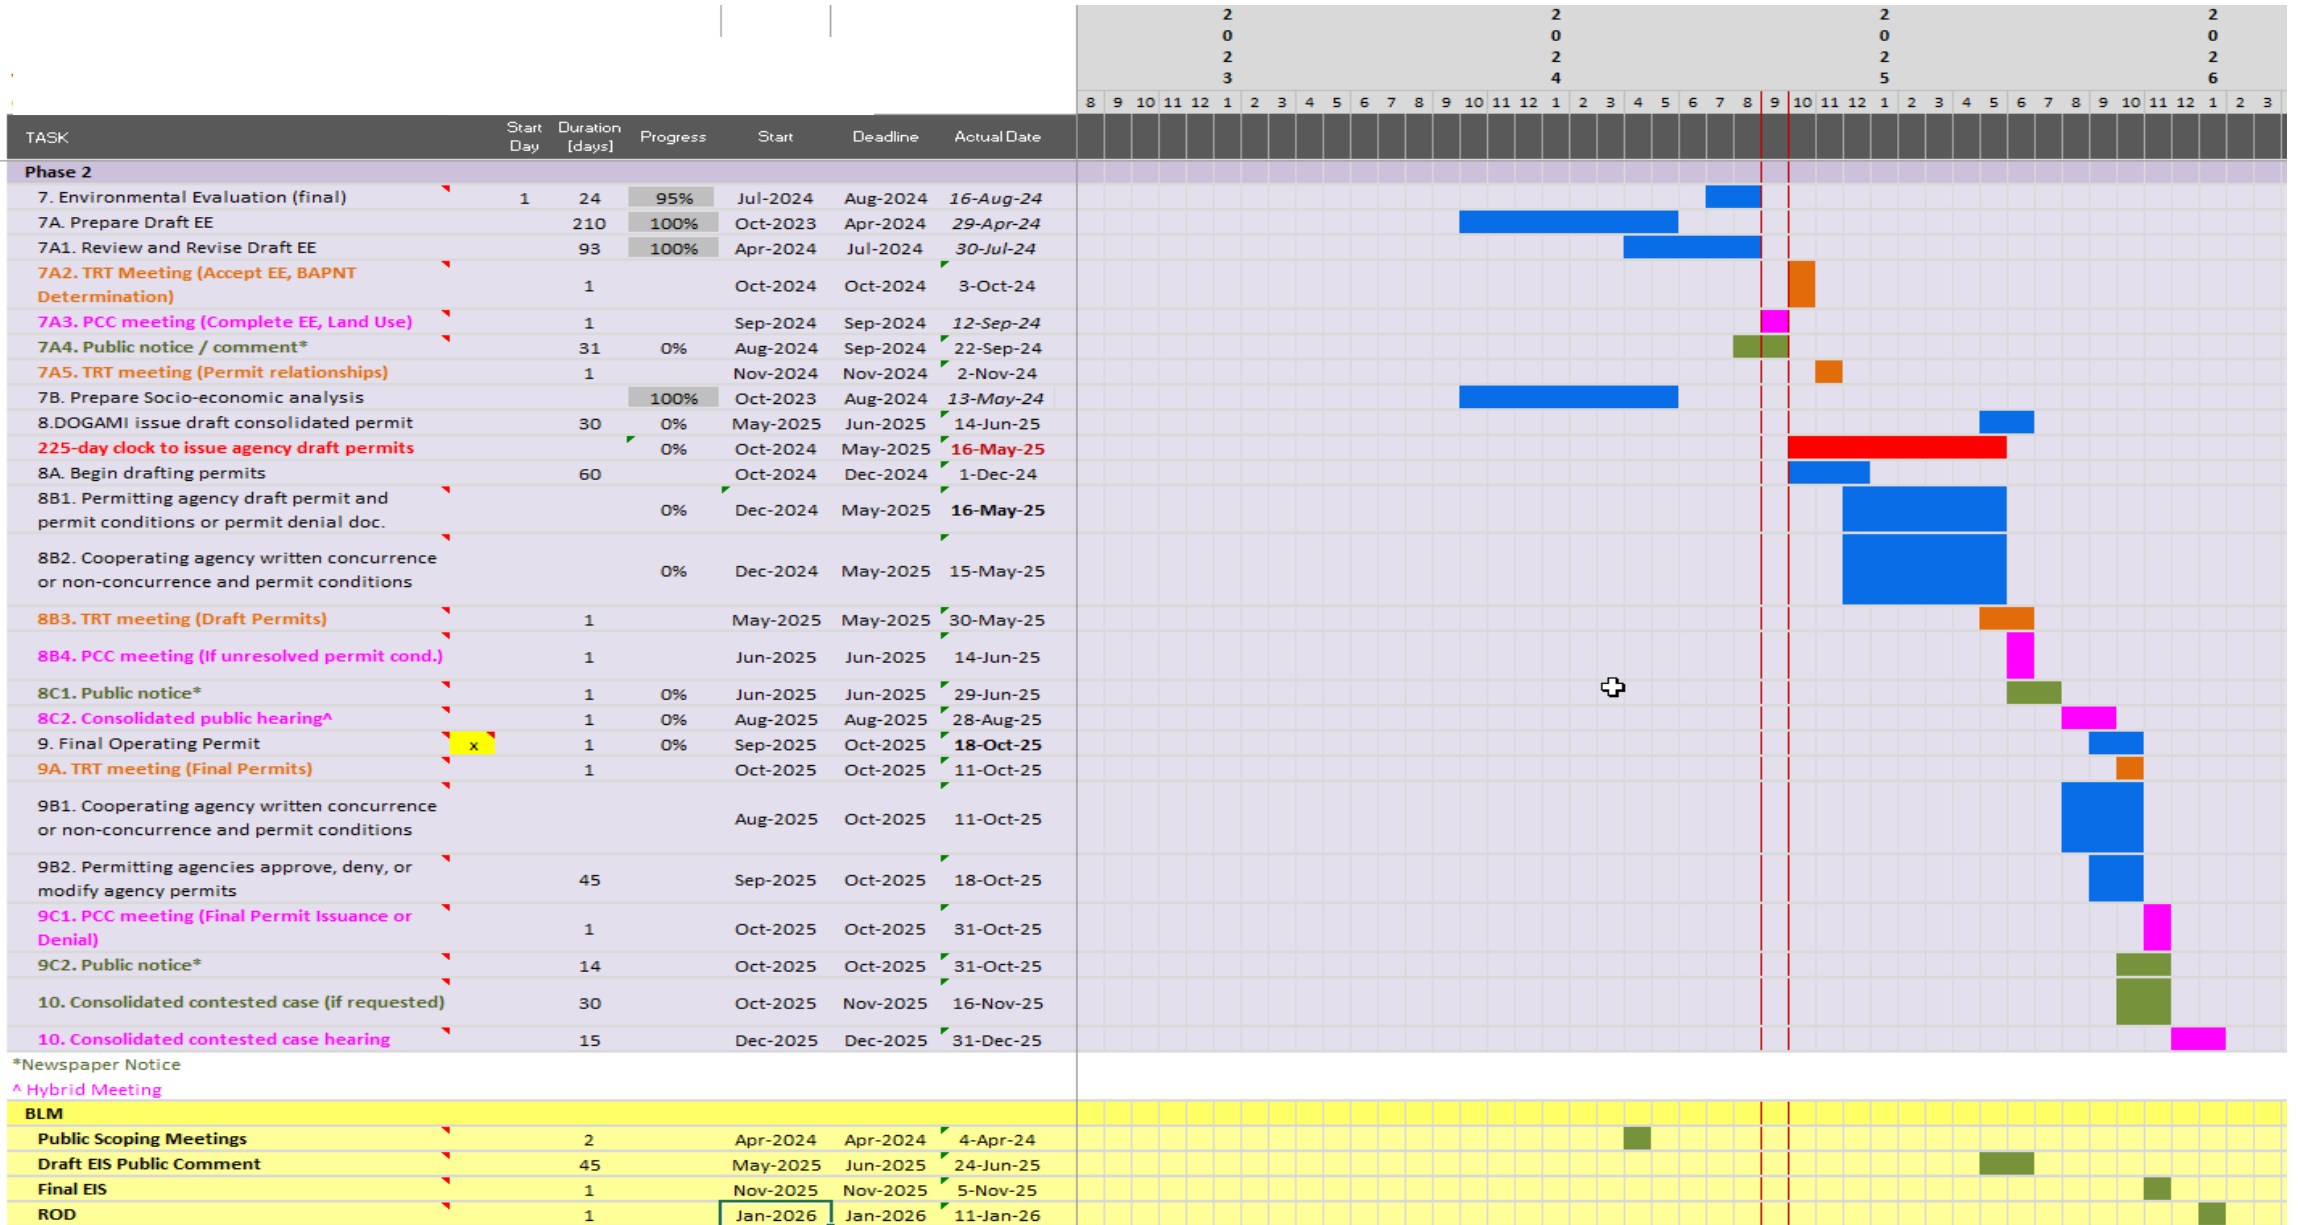 2023 2024 2025 2026
8 9 10 11 12 1 2 3 4 5 6 7 8 9 10 11 12 1 2 3 4 5 6 7 8 9 10 11 12 1 2 3 4 5 6 7 8 9 10 11 12 1 2 3
TASK Start Day Duration [days] Progress Start Deadline Actual Date
Phase 2
7. Environmental Evaluation (final) 1 24 95% Jul-2024 Aug-2024 16-Aug-24
7A. Prepare Draft EE 210 100% Oct-2023 Apr-2024 29-Apr-24
7A1. Review and Revise Draft EE 93 100% Apr-2024 Jul-2024 30-Jul-24
7A2. TRT Meeting (Accept EE, BAPNT
Determination) 1 Oct-2024 Oct-2024 3-Oct-24
7A3. PCC meeting (Complete EE, Land Use) 1 Sep-2024 Sep-2024 12-Sep-24
7A4. Public notice / comment* 31 0% Aug-2024 Sep-2024 22-Sep-24
7A5. TRT meeting (Permit relationships) 1 Nov-2024 Nov-2024 2-Nov-24
7B. Prepare Socio-economic analysis 100% Oct-2023 Aug-2024 13-May-24
8.DOGAMI issue draft consolidated permit 30 0% May-2025 Jun-2025 14-Jun-25
225-day clock to issue agency draft permits 0% Oct-2024 May-2025 16-May-25
8A. Begin drafting permits 60 Oct-2024 Dec-2024 1-Dec-24
8B1. Permitting agency draft permit and
permit conditions or permit denial doc. 0% Dec-2024 May-2025 16-May-25
8B2. Cooperating agency written concurrence
or non-concurrence and permit conditions 0% Dec-2024 May-2025 15-May-25
8B3. TRT meeting (Draft Permits) 1 May-2025 May-2025 30-May-25
8B4. PCC meeting (If unresolved permit cond.) 1 Jun-2025 Jun-2025 14-Jun-25
8C1. Public notice* 1 0% Jun-2025 Jun-2025 29-Jun-25
8C2. Consolidated public hearing^ 1 0% Aug-2025 Aug-2025 28-Aug-25
9. Final Operating Permit x 1 0% Sep-2025 Oct-2025 18-Oct-25
9A. TRT meeting (Final Permits) 1 Oct-2025 Oct-2025 11-Oct-25
9B1. Cooperating agency written concurrence
or non-concurrence and permit conditions Aug-2025 Oct-2025 11-Oct-25
9B2. Permitting agencies approve, deny, or
modify agency permits 45 Sep-2025 Oct-2025 18-Oct-25
9C1. PCC meeting (Final Permit Issuance or
Denial) 1 Oct-2025 Oct-2025 31-Oct-25
9C2. Public notice* 14 Oct-2025 Oct-2025 31-Oct-25
10. Consolidated contested case (if requested) 30 Oct-2025 Nov-2025 16-Nov-25
10. Consolidated contested case hearing 15 Dec-2025 Dec-2025 31-Dec-25
*Newspaper Notice
^ Hybrid Meeting
BLM
Public Scoping Meetings 2 Apr-2024 Apr-2024 4-Apr-24
Draft EIS Public Comment 45 May-2025 Jun-2025 24-Jun-25
Final EIS 1 Nov-2025 Nov-2025 5-Nov-25
ROD 1 Jan-2026 Jan-2026 11-Jan-26